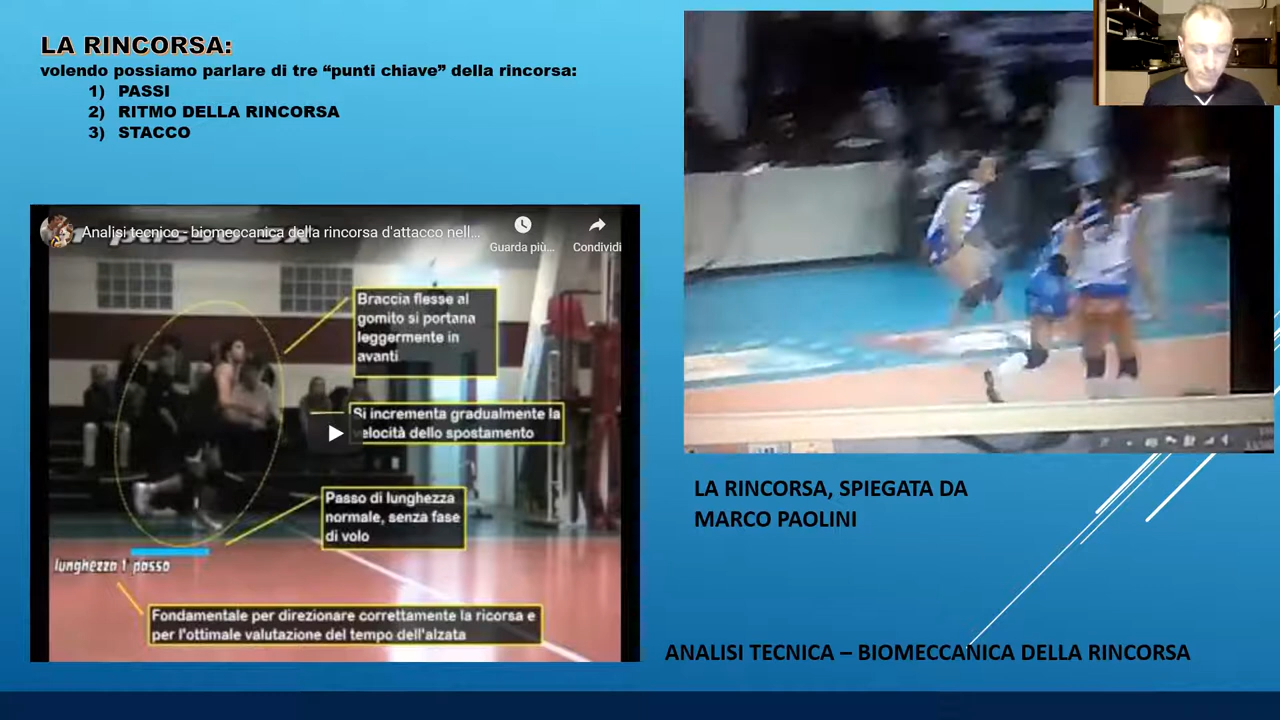 LA RINCORSA:
volendo possiamo parlare di tre “punti chiave” della rincorsa:
1) PASSI
2) RITMO DELLA RINCORSA
3) STACCO
Analisi tecnico - biomeccanica della rincorsa d'attacco nell...
Guarda più...
Condividi
Braccia flesse al
gomito si portana
leggermente in
avanti
Si incrementa gradualmente la
velocità dello spostamento
Passo di lunghezza
normale, senza fase
di volo
lunghezza 1° passo
Fondamentale per direzionare correttamente la ricorsa e
per l'ottimale valutazione del tempo dell'alzata
LA RINCORSA, SPIEGATA DA
MARCO PAOLINI
ANALISI TECNICA – BIOMECCANICA DELLA RINCORSA